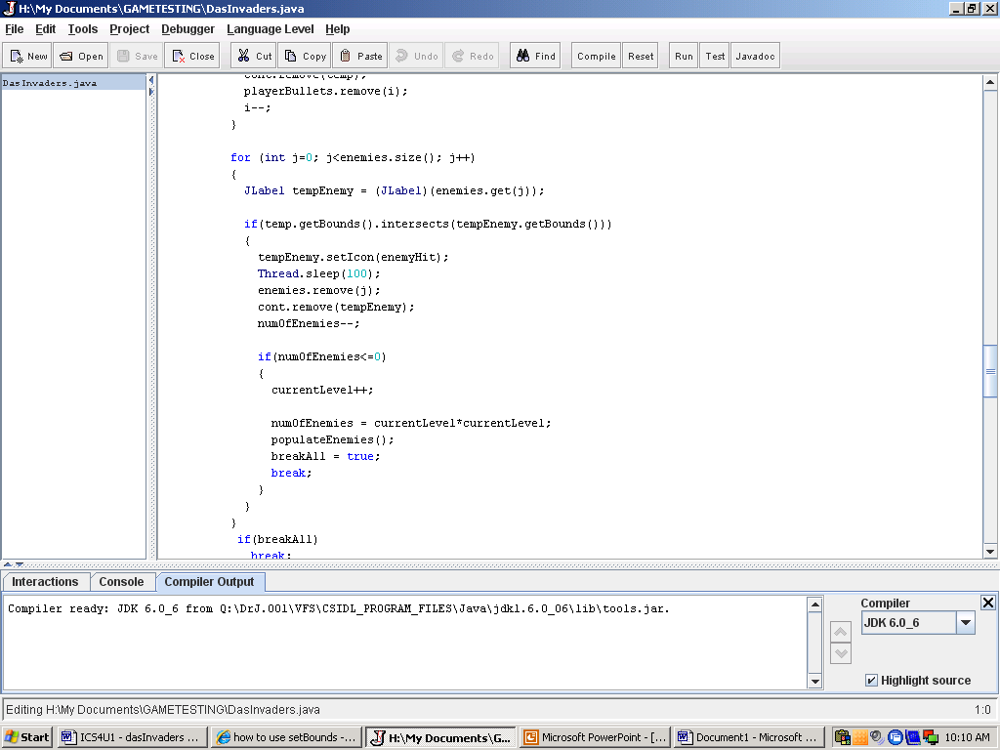 H:\My Documents\GAMETESTING\DasInvaders.java
File Edit Tools Project Debugger Language Level Help
New Open Save Close Cut Copy Paste Undo Redo Find Compile Reset Run Test Javadoc
DasInvaders.java
cont.remove(temp);
playerBullets.remove(i);
i--;
}
for (int j=0; j<enemies.size(); j++)
{
JLabel tempEnemy = (JLabel)(enemies.get(j));
if(temp.getBounds().intersects(tempEnemy.getBounds()))
{
tempEnemy.setIcon(enemyHit);
Thread.sleep(100);
enemies.remove(j);
cont.remove(tempEnemy);
numOfEnemies--;
if(numOfEnemies<=0)
{
currentLevel++;
numOfEnemies = currentLevel*currentLevel;
populateEnemies();
breakAll = true;
break;
}
}
}
if(breakAll)
break;
Interactions Console Compiler Output
Compiler ready: JDK 6.0_6 from Q:\DrJ.001\VFS\CSIDL_PROGRAM_FILES\Java\jdk1.6.0_06\lib\tools.jar.
Compiler
JDK 6.0_6
Highlight source
Editing H:\My Documents\GAMETESTING\DasInvaders.java 1:0
Start ICS4U1 - dasInvaders ... how to use setBounds -... H:\My Documents\G... Microsoft PowerPoint - [... Document1 - Microsoft ... 10:10 AM